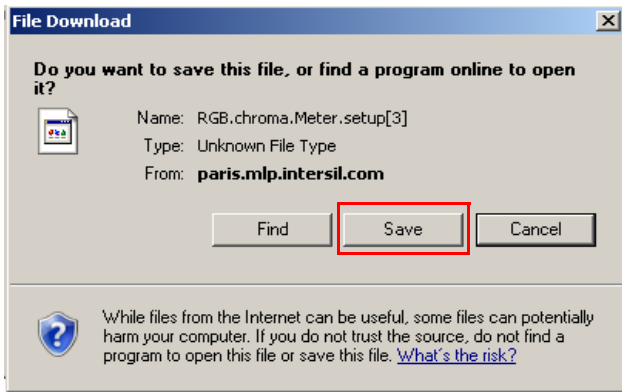 File Download
Do you want to save this file, or find a program online to open
it?
Name: RGB.chroma.Meter.setup[3]
Type: Unknown File Type
From: paris.mlp.intersil.com
Find Save Cancel
While files from the Internet can be useful, some files can potentially
harm your computer. If you do not trust the source, do not find a
program to open this file or save this file. What's the risk?